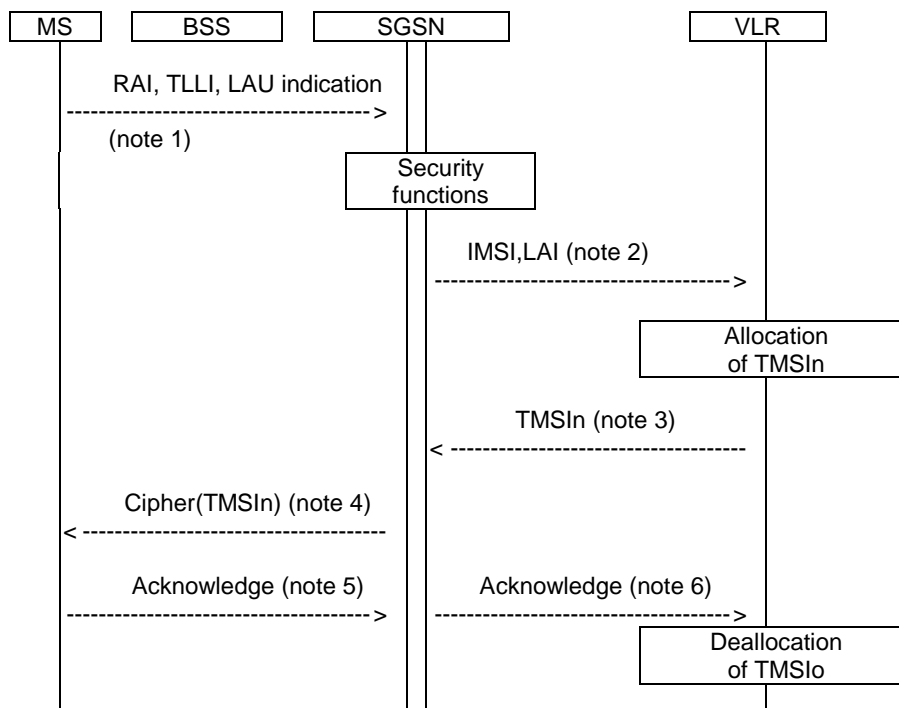 MS BSS SGSN VLR
RAI, TLLI, LAU indication
(note 1)
Security
functions
IMSI,LAI (note 2)
Allocation
of TMSIn
TMSIn (note 3)
Cipher(TMSIn) (note 4)
Acknowledge (note 5) Acknowledge (note 6)
Deallocation
of TMSIo